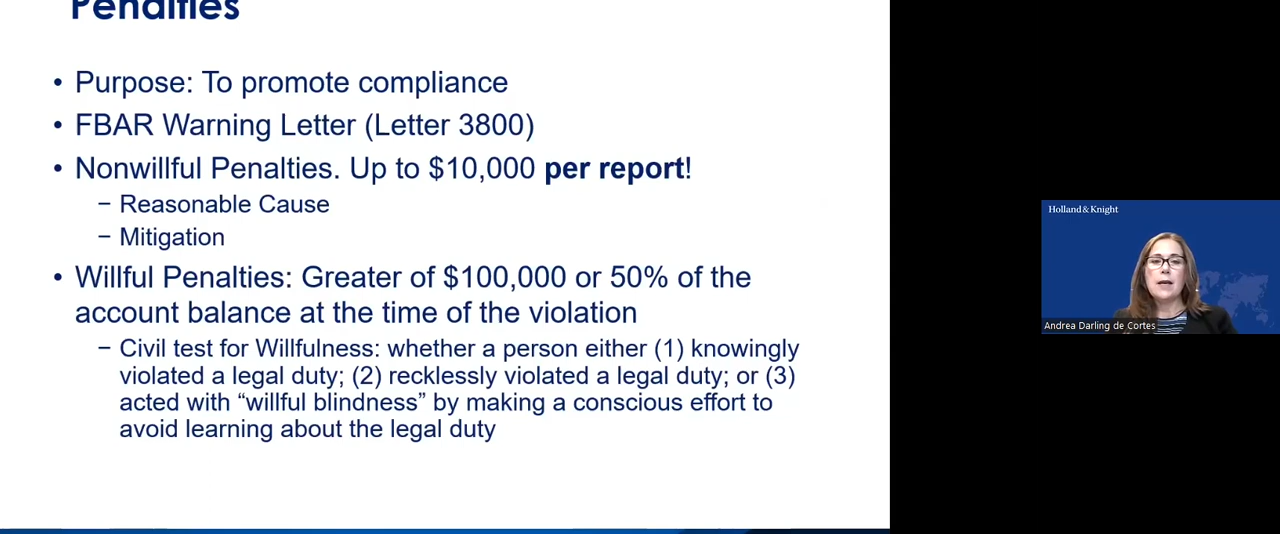 Penalties
• Purpose: To promote compliance
• FBAR Warning Letter (Letter 3800)
• Nonwillful Penalties. Up to $10,000 per report!
− Reasonable Cause
− Mitigation
• Willful Penalties: Greater of $100,000 or 50% of the
account balance at the time of the violation
− Civil test for Willfulness: whether a person either (1) knowingly
violated a legal duty; (2) recklessly violated a legal duty; or (3)
acted with “willful blindness” by making a conscious effort to
avoid learning about the legal duty
Holland & Knight
Andrea Darling de Cortes